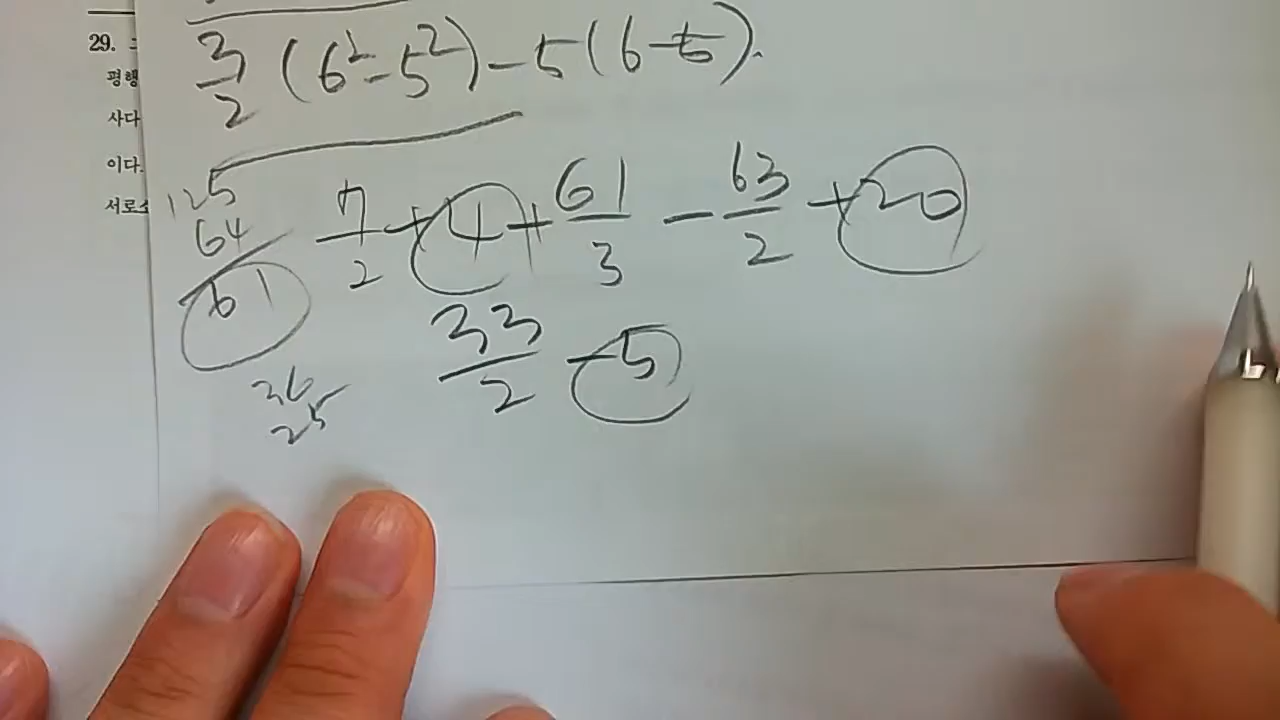 29.
평행
사다
이다.
서로소
3/2 (6² - 5²) - 5(6 - 5).
125
64
61
7/2 + 4 + 61/3 - 63/2 + 20
33/2 - 5
36
25